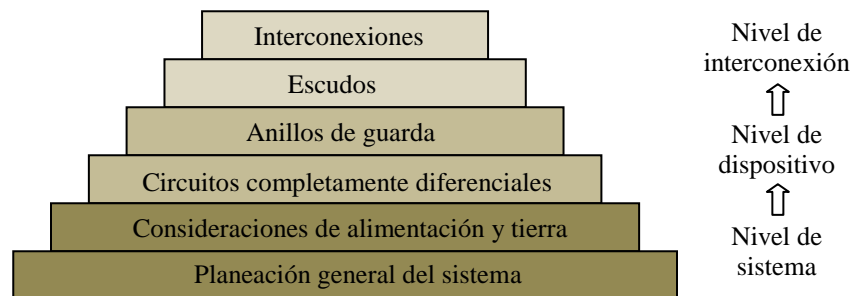 Interconexiones
Escudos
Anillos de guarda
Circuitos completamente diferenciales
Consideraciones de alimentación y tierra
Planeación general del sistema
Nivel de
interconexión
Nivel de
dispositivo
Nivel de
sistema